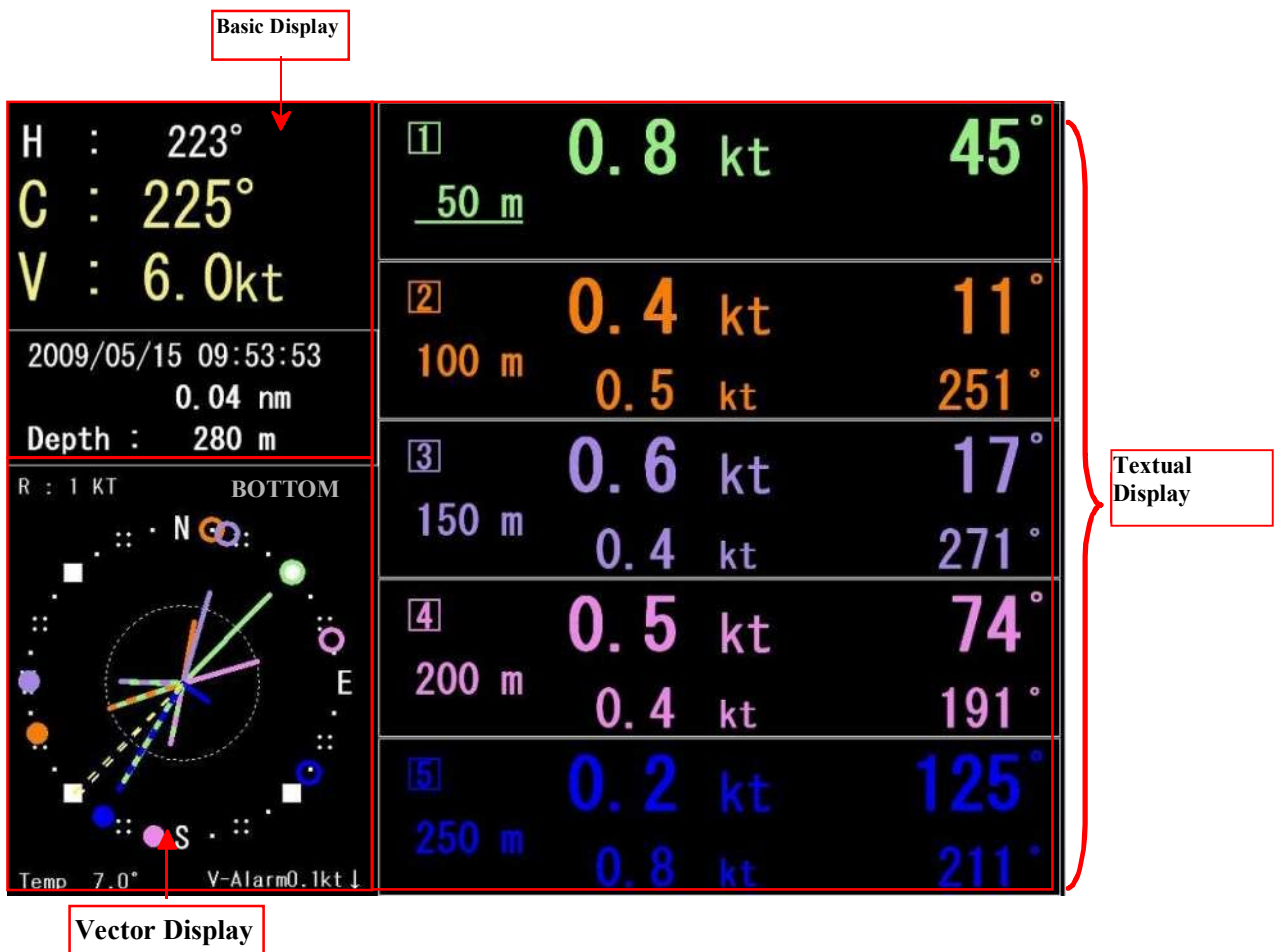 Basic Display
H : 223°
C : 225°
V : 6.0kt
2009/05/15 09:53:53
0.04 nm
Depth : 280 m
R : 1 KT BOTTOM
N
E
S
Temp 7.0° V-Alarm0.1kt↓
Vector Display
1 0.8 kt 45°
50 m
2 0.4 kt 11°
100 m
0.5 kt 251°
3 0.6 kt 17°
150 m
0.4 kt 271°
4 0.5 kt 74°
200 m
0.4 kt 191°
5 0.2 kt 125°
250 m
0.8 kt 211°
Textual
Display